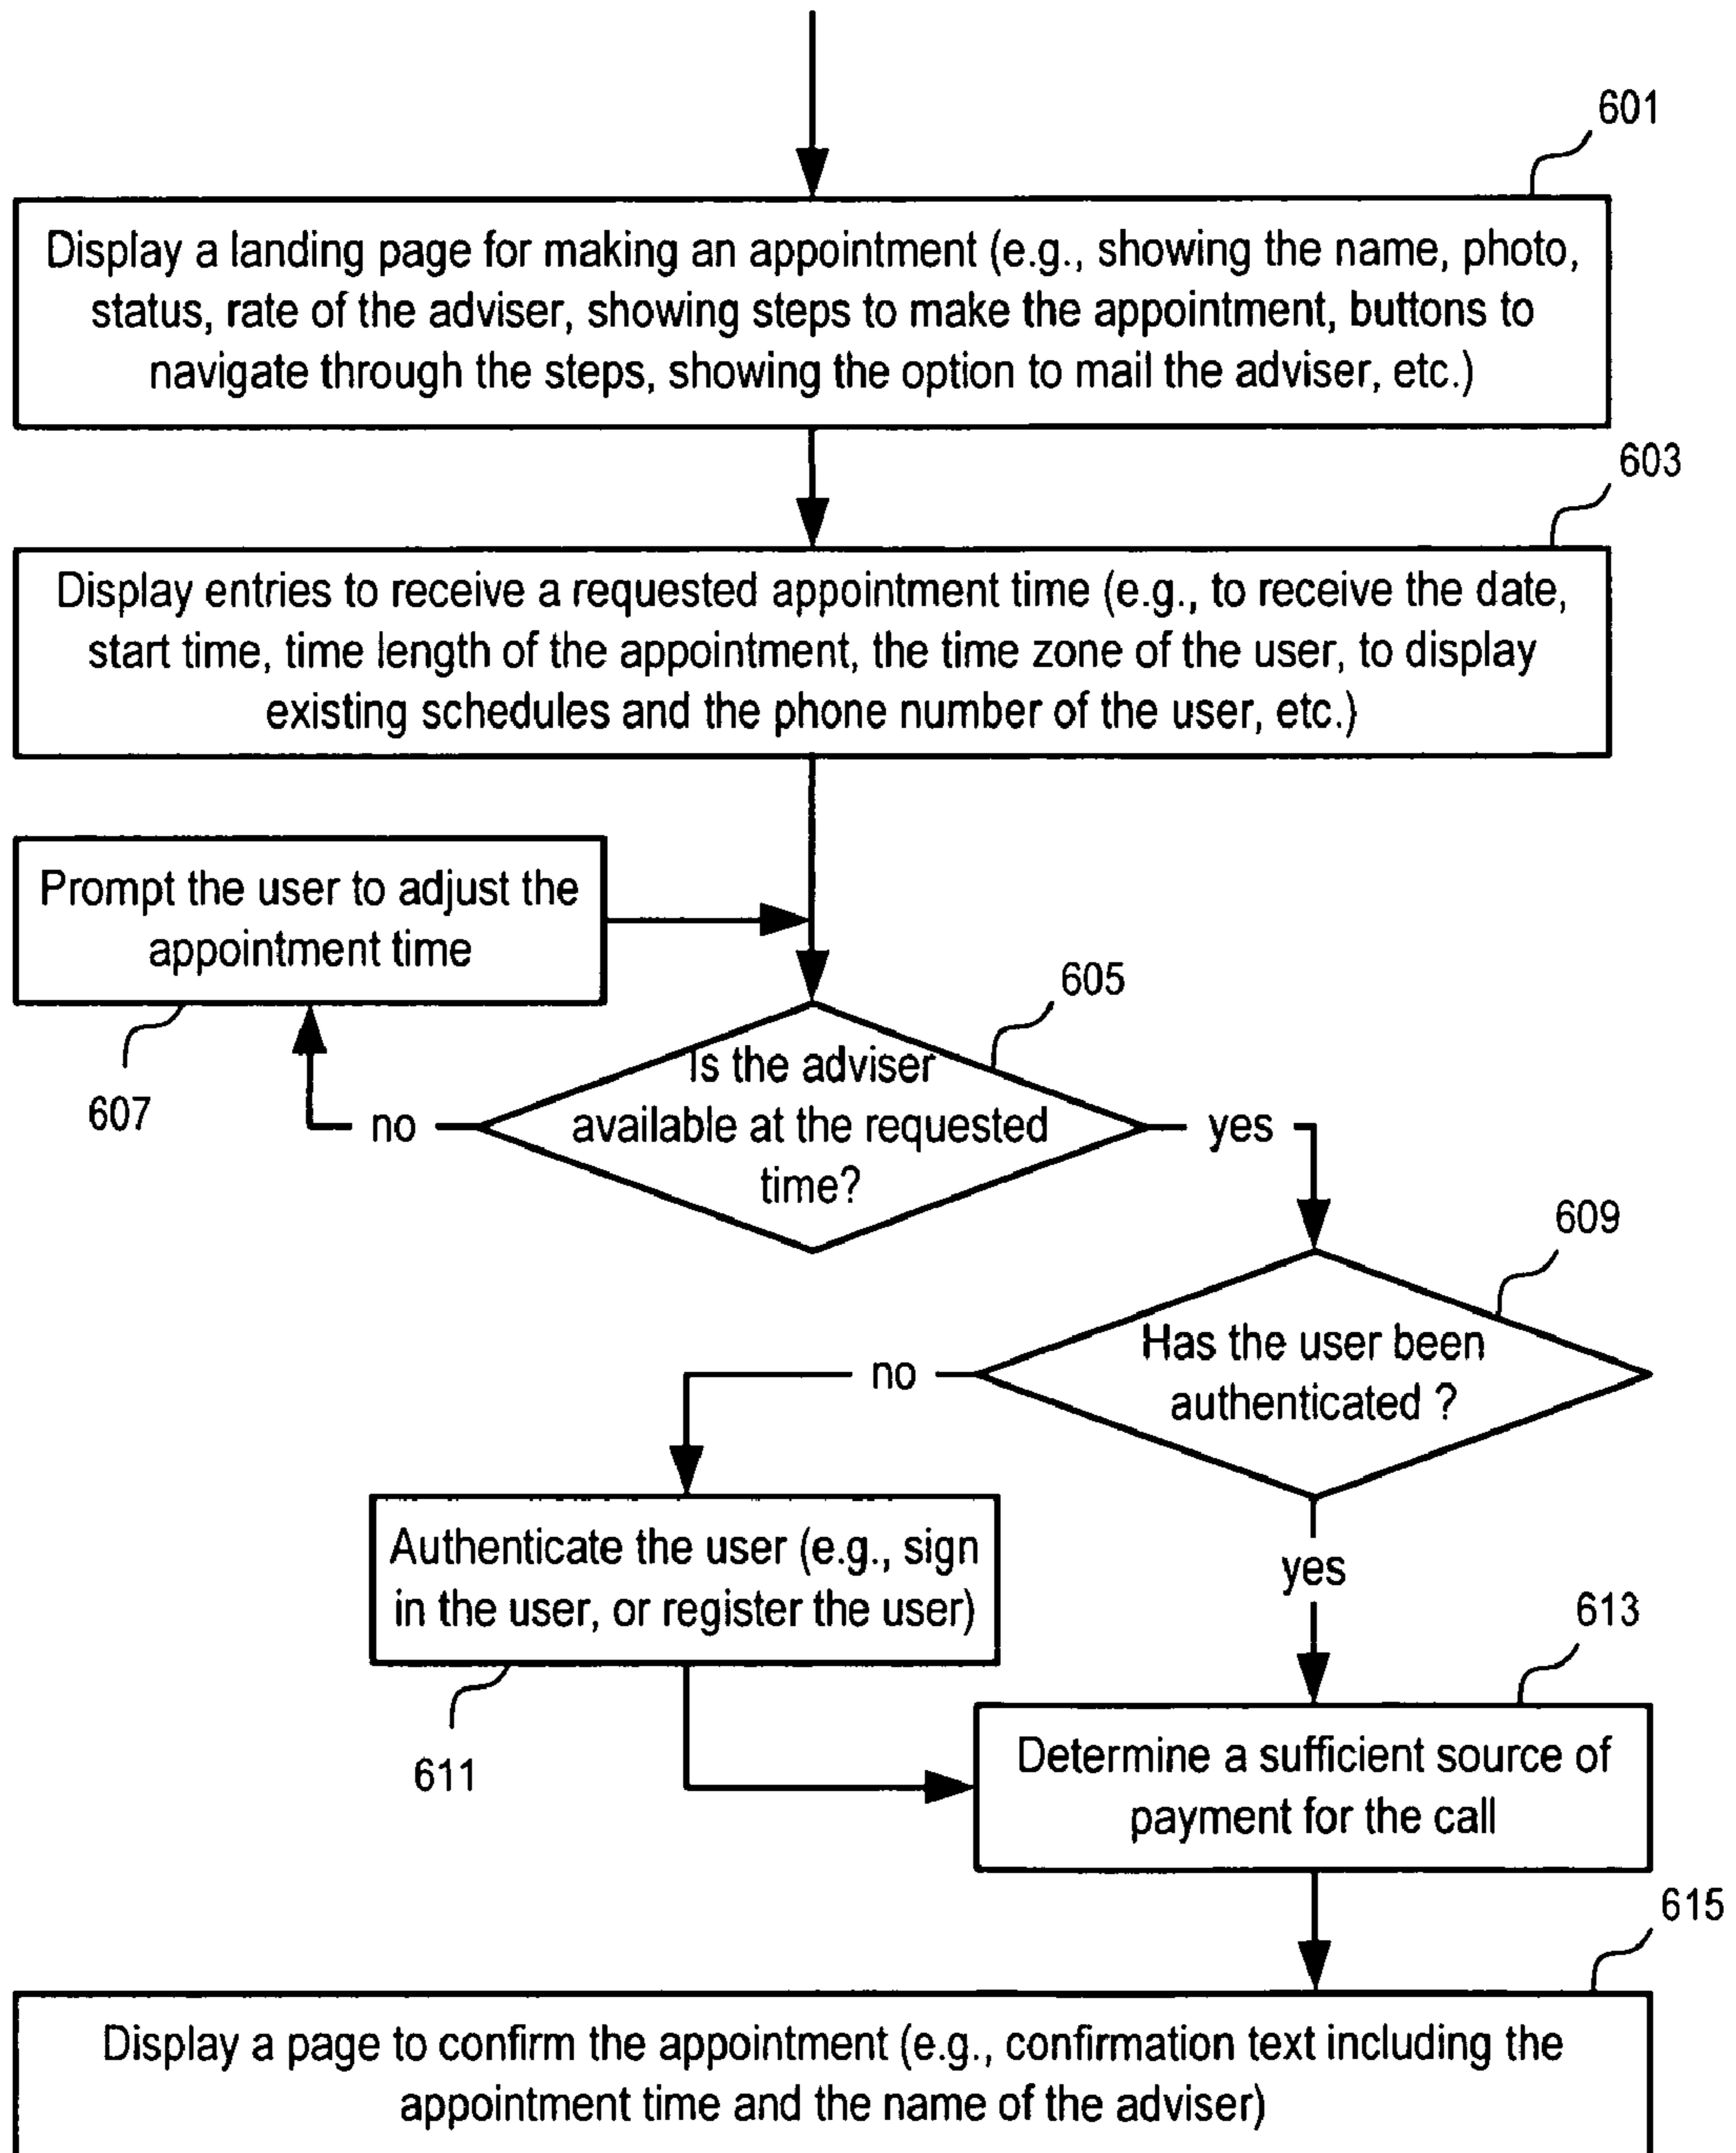 601
Display a landing page for making an appointment (e.g., showing the name, photo,
status, rate of the adviser, showing steps to make the appointment, buttons to
navigate through the steps, showing the option to mail the adviser, etc.)
603
Display entries to receive a requested appointment time (e.g., to receive the date,
start time, time length of the appointment, the time zone of the user, to display
existing schedules and the phone number of the user, etc.)
Prompt the user to adjust the
appointment time
607
605
Is the adviser
available at the requested
time?
no
yes
609
Has the user been
authenticated ?
no
yes
Authenticate the user (e.g., sign
in the user, or register the user)
611
613
Determine a sufficient source of
payment for the call
615
Display a page to confirm the appointment (e.g., confirmation text including the
appointment time and the name of the adviser)